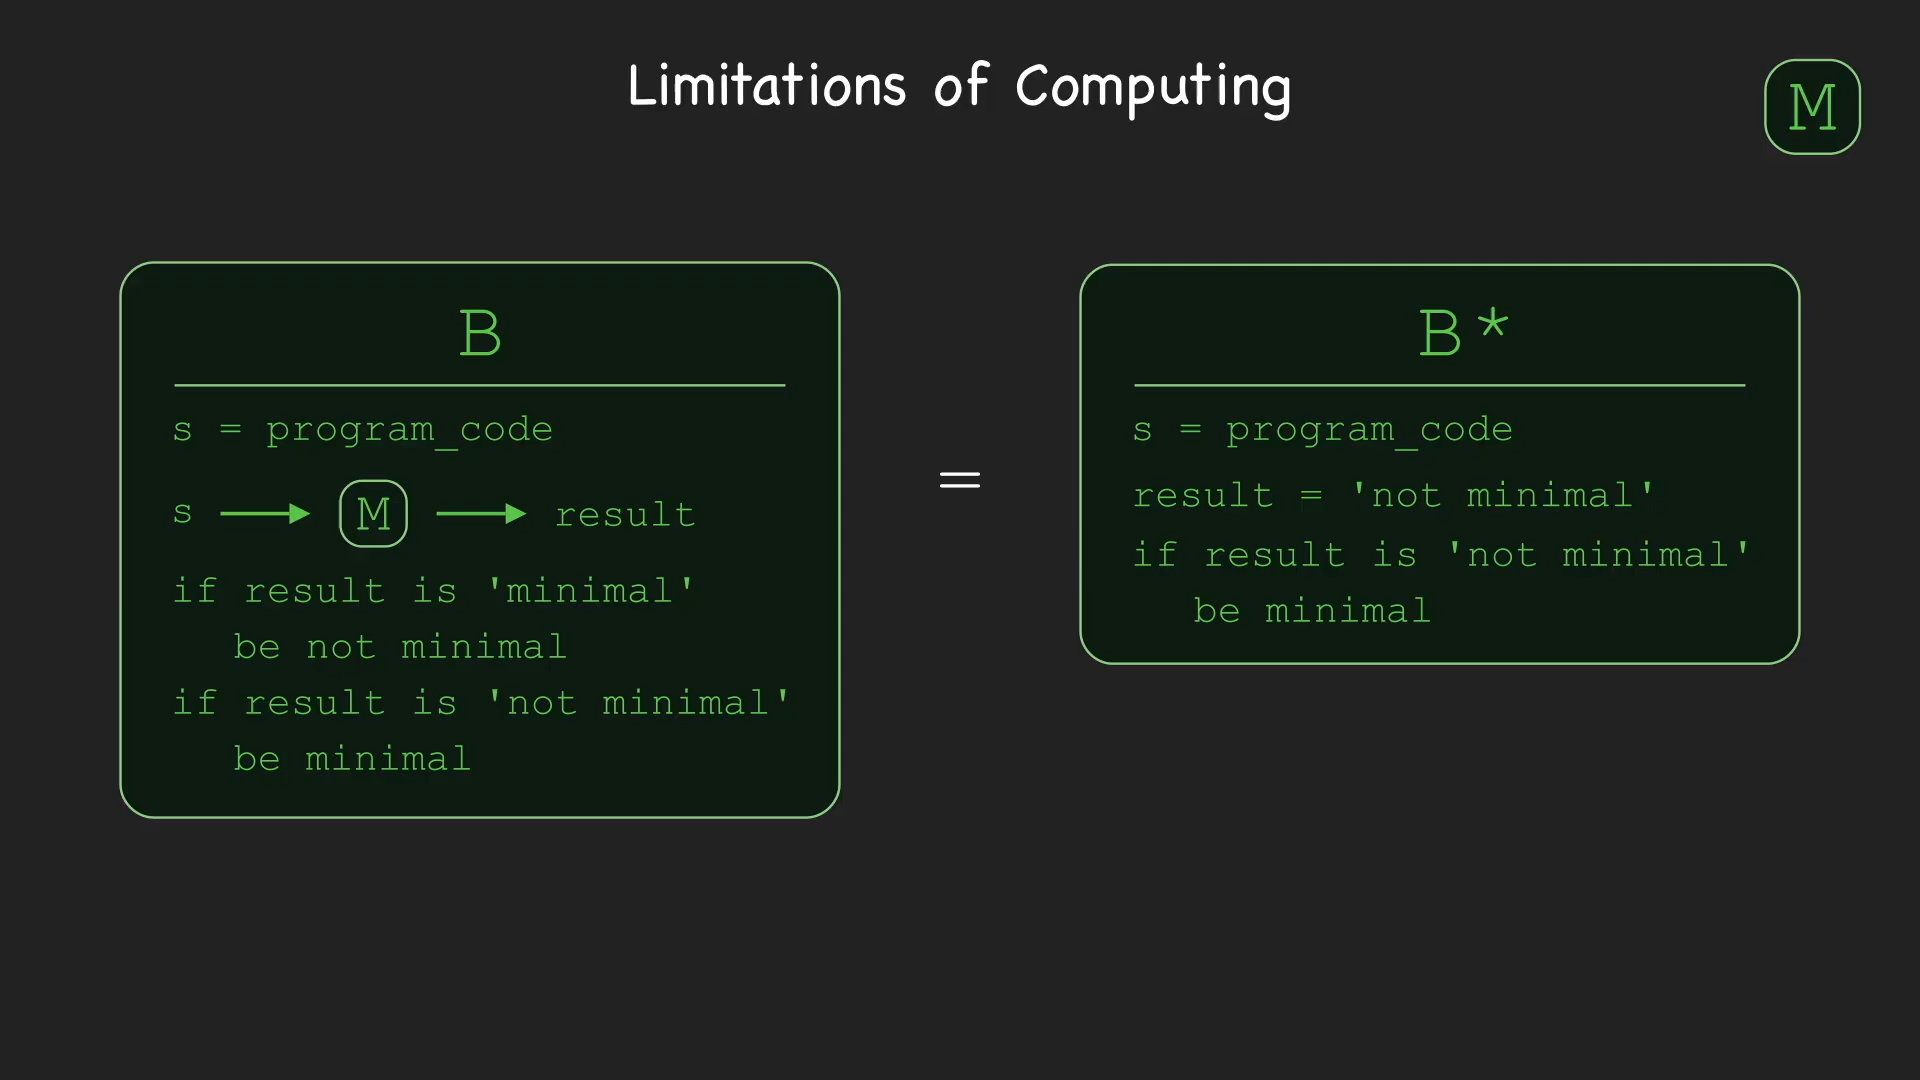 Limitations of Computing
M
B
s = program_code
s M result
if result is 'minimal'
be not minimal
if result is 'not minimal'
be minimal
=
B*
s = program_code
result = 'not minimal'
if result is 'not minimal'
be minimal